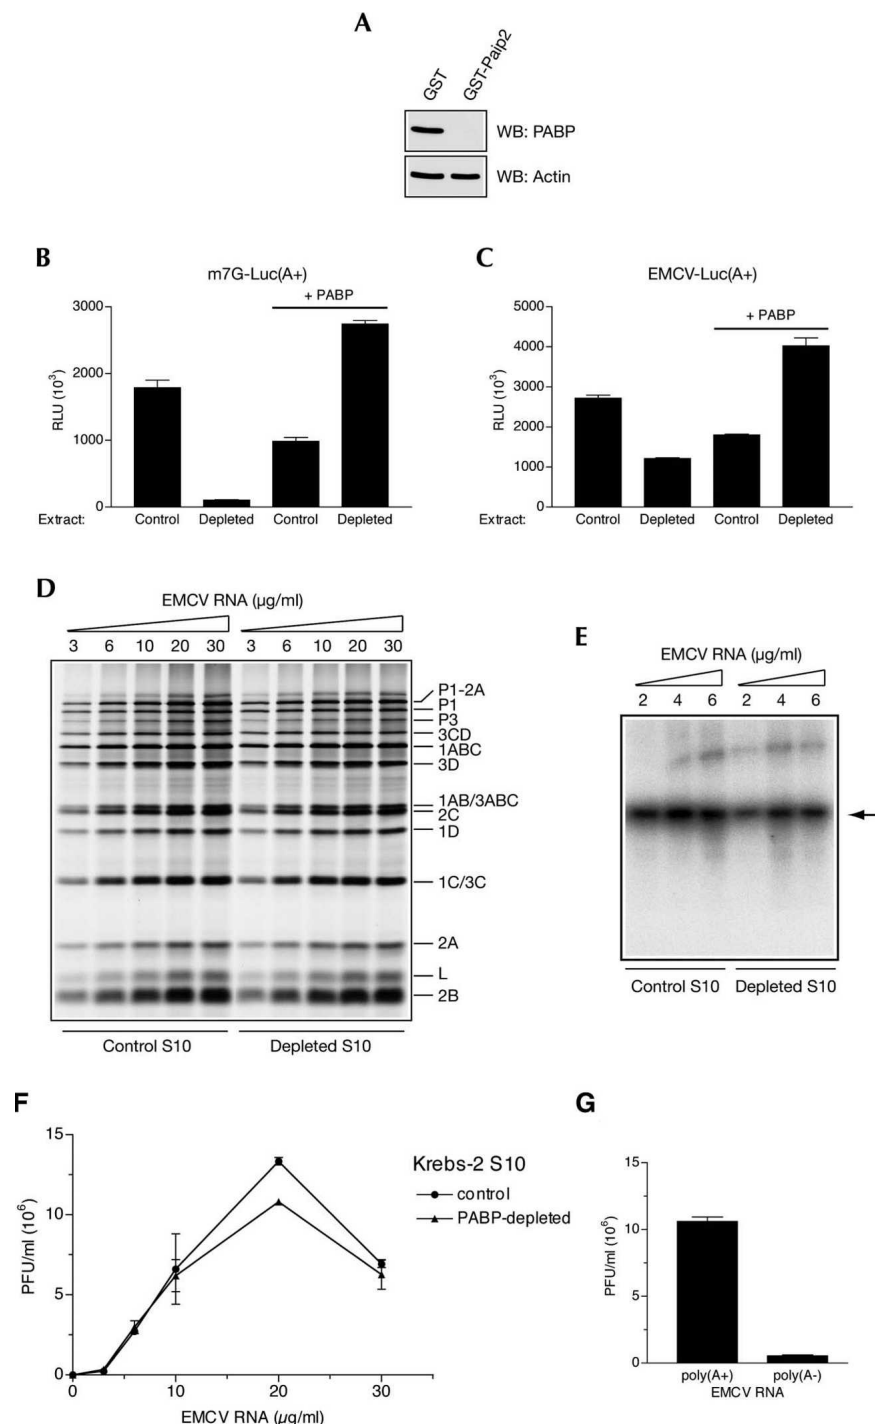 A
GST
GST-Paip2
WB: PABP
WB: Actin
B
m7G-Luc(A+)
+ PABP
3000
2000
1000
0
RLU (10³)
Extract: Control Depleted Control Depleted
C
EMCV-Luc(A+)
+ PABP
5000
4000
3000
2000
1000
0
RLU (10³)
Extract: Control Depleted Control Depleted
D
EMCV RNA (µg/ml)
3 6 10 20 30 3 6 10 20 30
P1-2A
P1
P3
3CD
1ABC
3D
1AB/3ABC
2C
1D
1C/3C
2A
L
2B
Control S10 Depleted S10
E
EMCV RNA (µg/ml)
2 4 6 2 4 6
Control S10 Depleted S10
F
15
10
5
0
PFU/ml (10⁶)
0 10 20 30
EMCV RNA (µg/ml)
Krebs-2 S10
control
PABP-depleted
G
15
10
5
0
PFU/ml (10⁶)
poly(A+) poly(A-)
EMCV RNA